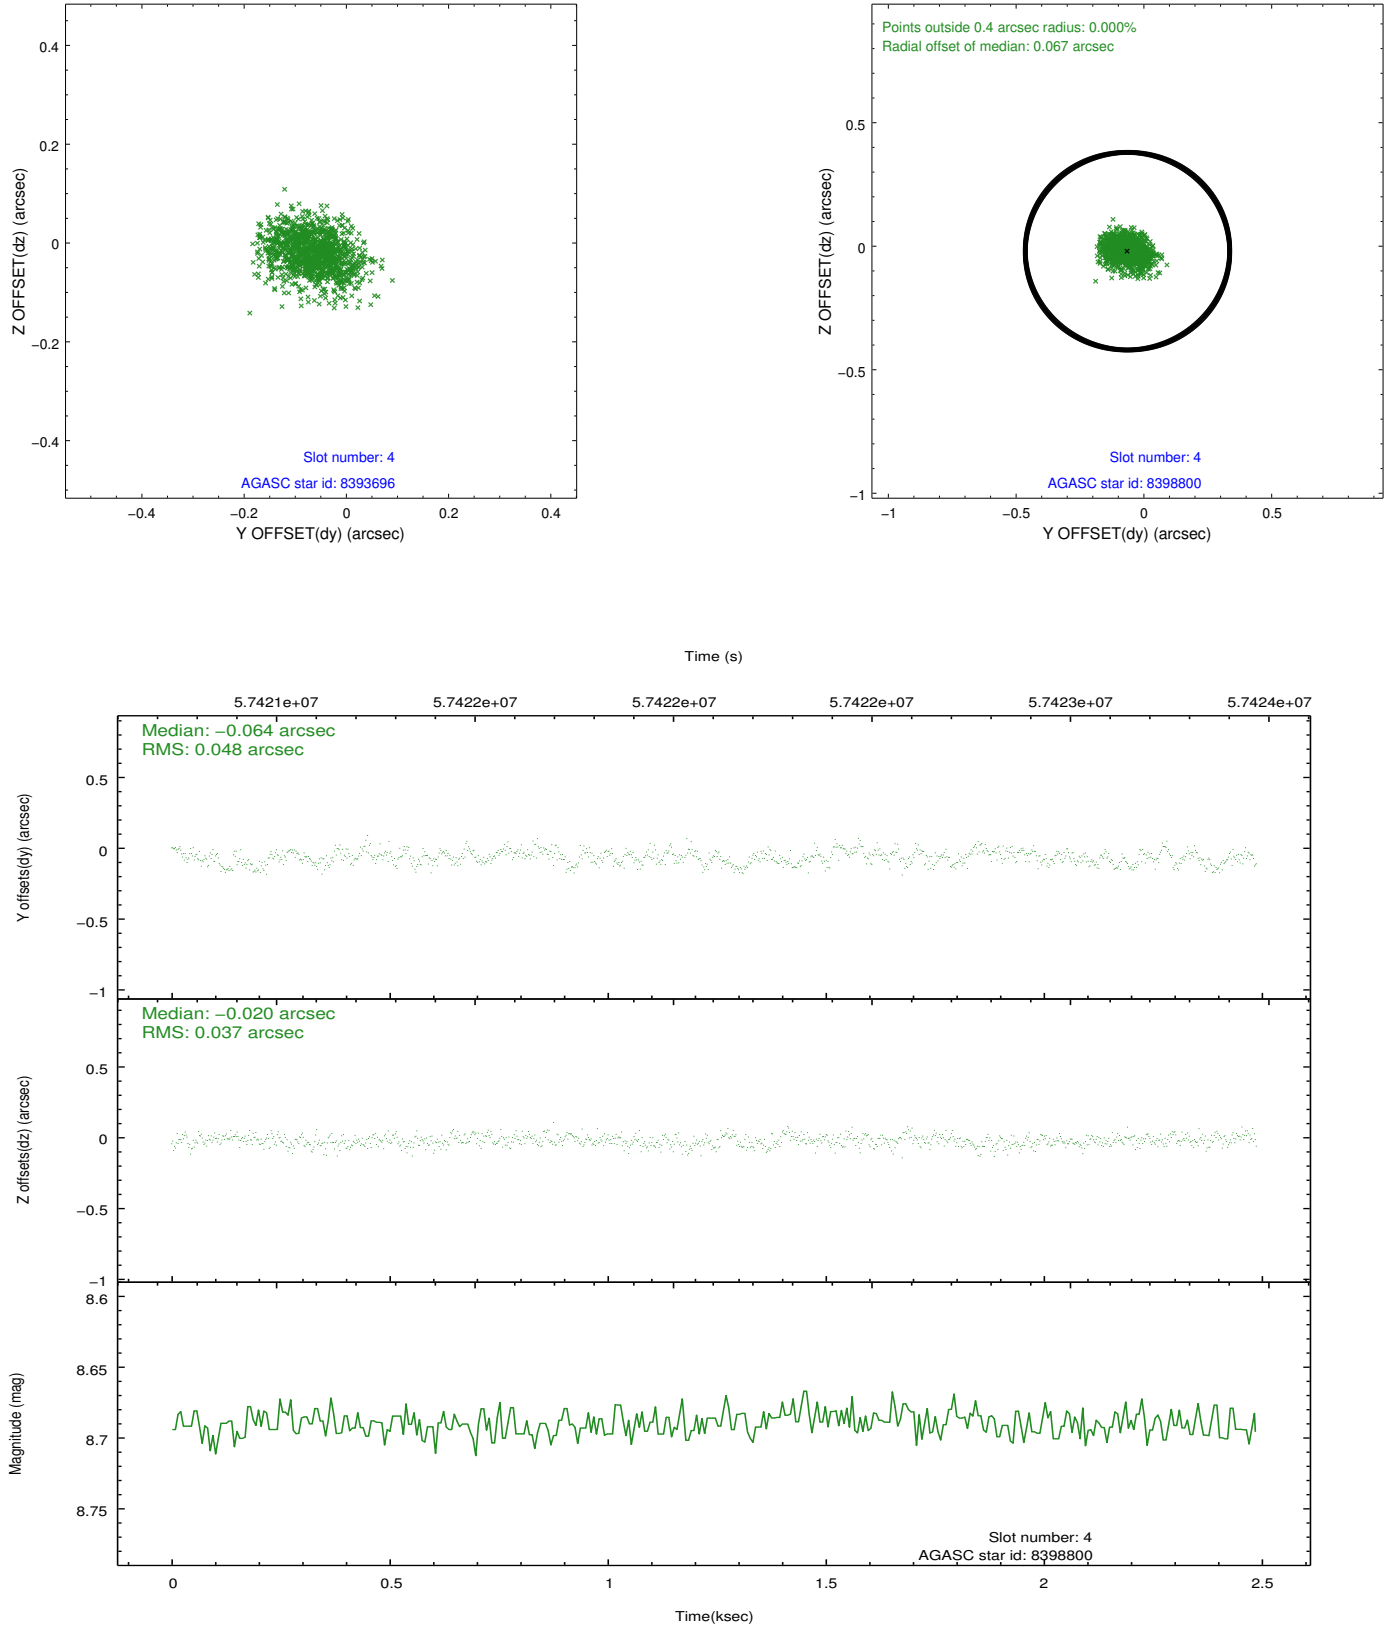 0.4
0.2
0
−0.2
−0.4
Z OFFSET(dz) (arcsec)
Slot number: 4
AGASC star id: 8393696
−0.4
−0.2
0
0.2
0.4
Y OFFSET(dy) (arcsec)
Points outside 0.4 arcsec radius: 0.000%
Radial offset of median: 0.067 arcsec
0.5
0
−0.5
−1
Z OFFSET(dz) (arcsec)
Slot number: 4
AGASC star id: 8398800
−1
−0.5
0
0.5
Y OFFSET(dy) (arcsec)
Time (s)
5.7421e+07
5.7422e+07
5.7422e+07
5.7422e+07
5.7423e+07
5.7424e+07
Median: −0.064 arcsec
RMS: 0.048 arcsec
0.5
0
−0.5
−1
Y offsets(dy) (arcsec)
Median: −0.020 arcsec
RMS: 0.037 arcsec
0.5
0
−0.5
−1
Z offsets(dz) (arcsec)
8.6
8.65
8.7
8.75
Magnitude (mag)
Slot number: 4
AGASC star id: 8398800
0
0.5
1
1.5
2
2.5
Time(ksec)